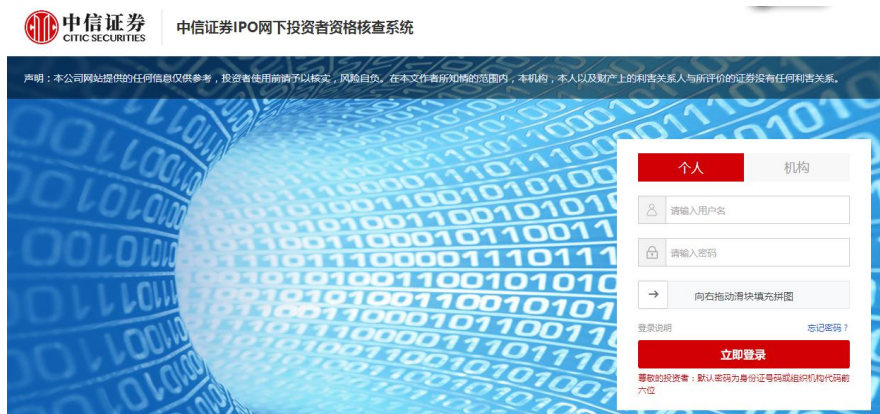 中信证券
CITIC SECURITIES
中信证券IPO网下投资者资格核查系统
声明：本公司网站提供的任何信息仅供参考，投资者使用前请予以核实，风险自负。在本文作者所知情的范围内，本机构，本人以及财产上的利害关系人与所评价的证券没有任何利害关系。
个人 机构
请输入用户名
请输入密码
→ 向右拖动滑块填充拼图
登录说明 忘记密码？
立即登录
尊敬的投资者：默认密码为身份证号码或组织机构代码前
六位